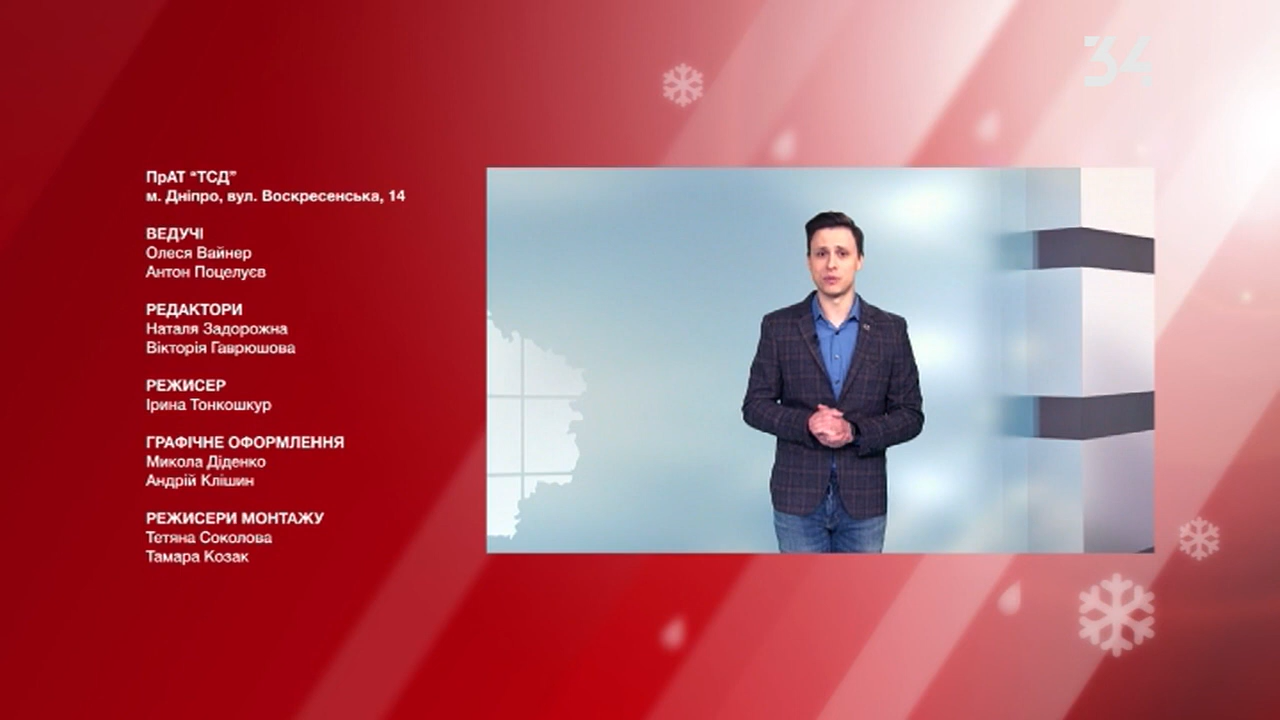 34
ПрАТ “ТСД”
м. Дніпро, вул. Воскресенська, 14
ВЕДУЧІ
Олеся Вайнер
Антон Поцелуєв
РЕДАКТОРИ
Наталя Задорожна
Вікторія Гаврюшова
РЕЖИСЕР
Ірина Тонкошкур
ГРАФІЧНЕ ОФОРМЛЕННЯ
Микола Діденко
Андрій Клішин
РЕЖИСЕРИ МОНТАЖУ
Тетяна Соколова
Тамара Козак